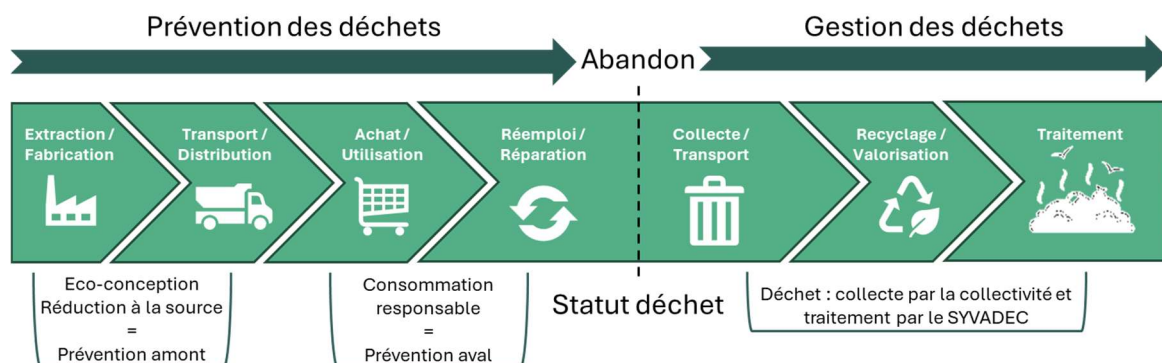 Prévention des déchets
Gestion des déchets
Abandon
Extraction /
Fabrication
Transport /
Distribution
Achat /
Utilisation
Réemploi /
Réparation
Collecte /
Transport
Recyclage /
Valorisation
Traitement
Eco-conception
Réduction à la source
=
Prévention amont
Consommation
responsable
=
Prévention aval
Statut déchet
Déchet : collecte par la collectivité et
traitement par le SYVADEC